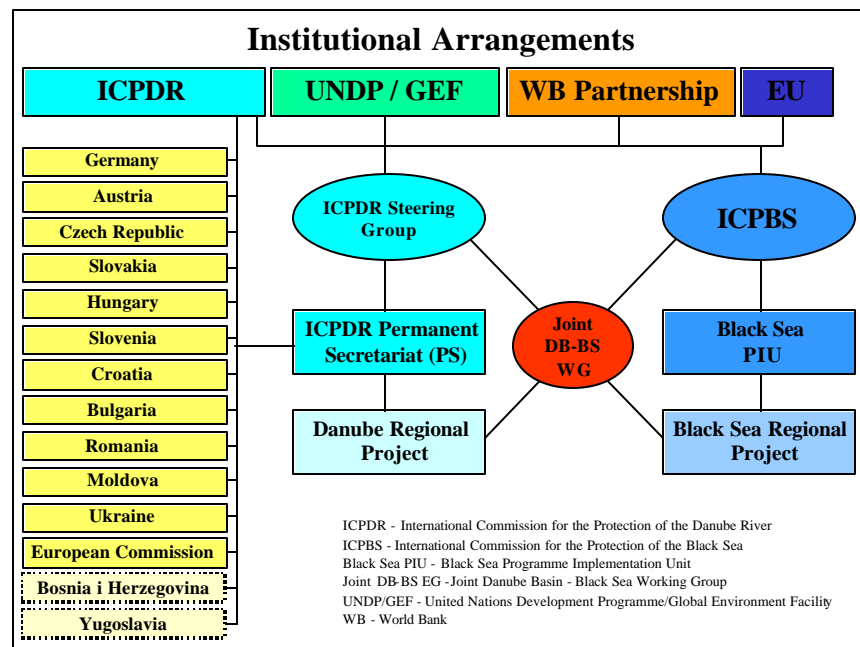 Institutional Arrangements
ICPDR
UNDP / GEF
WB Partnership
EU
Germany
Austria
Czech Republic
Slovakia
Hungary
Slovenia
Croatia
Bulgaria
Romania
Moldova
Ukraine
European Commission
Bosnia i Herzegovina
Yugoslavia
ICPDR Steering
Group
ICPBS
ICPDR Permanent
Secretariat (PS)
Joint
DB-BS
WG
Black Sea
PIU
Danube Regional
Project
Black Sea Regional
Project
ICPDR - International Commission for the Protection of the Danube River
ICPBS - International Commission for the Protection of the Black Sea
Black Sea PIU - Black Sea Programme Implementation Unit
Joint DB-BS EG - Joint Danube Basin - Black Sea Working Group
UNDP/GEF - United Nations Development Programme/Global Environment Facility
WB - World Bank